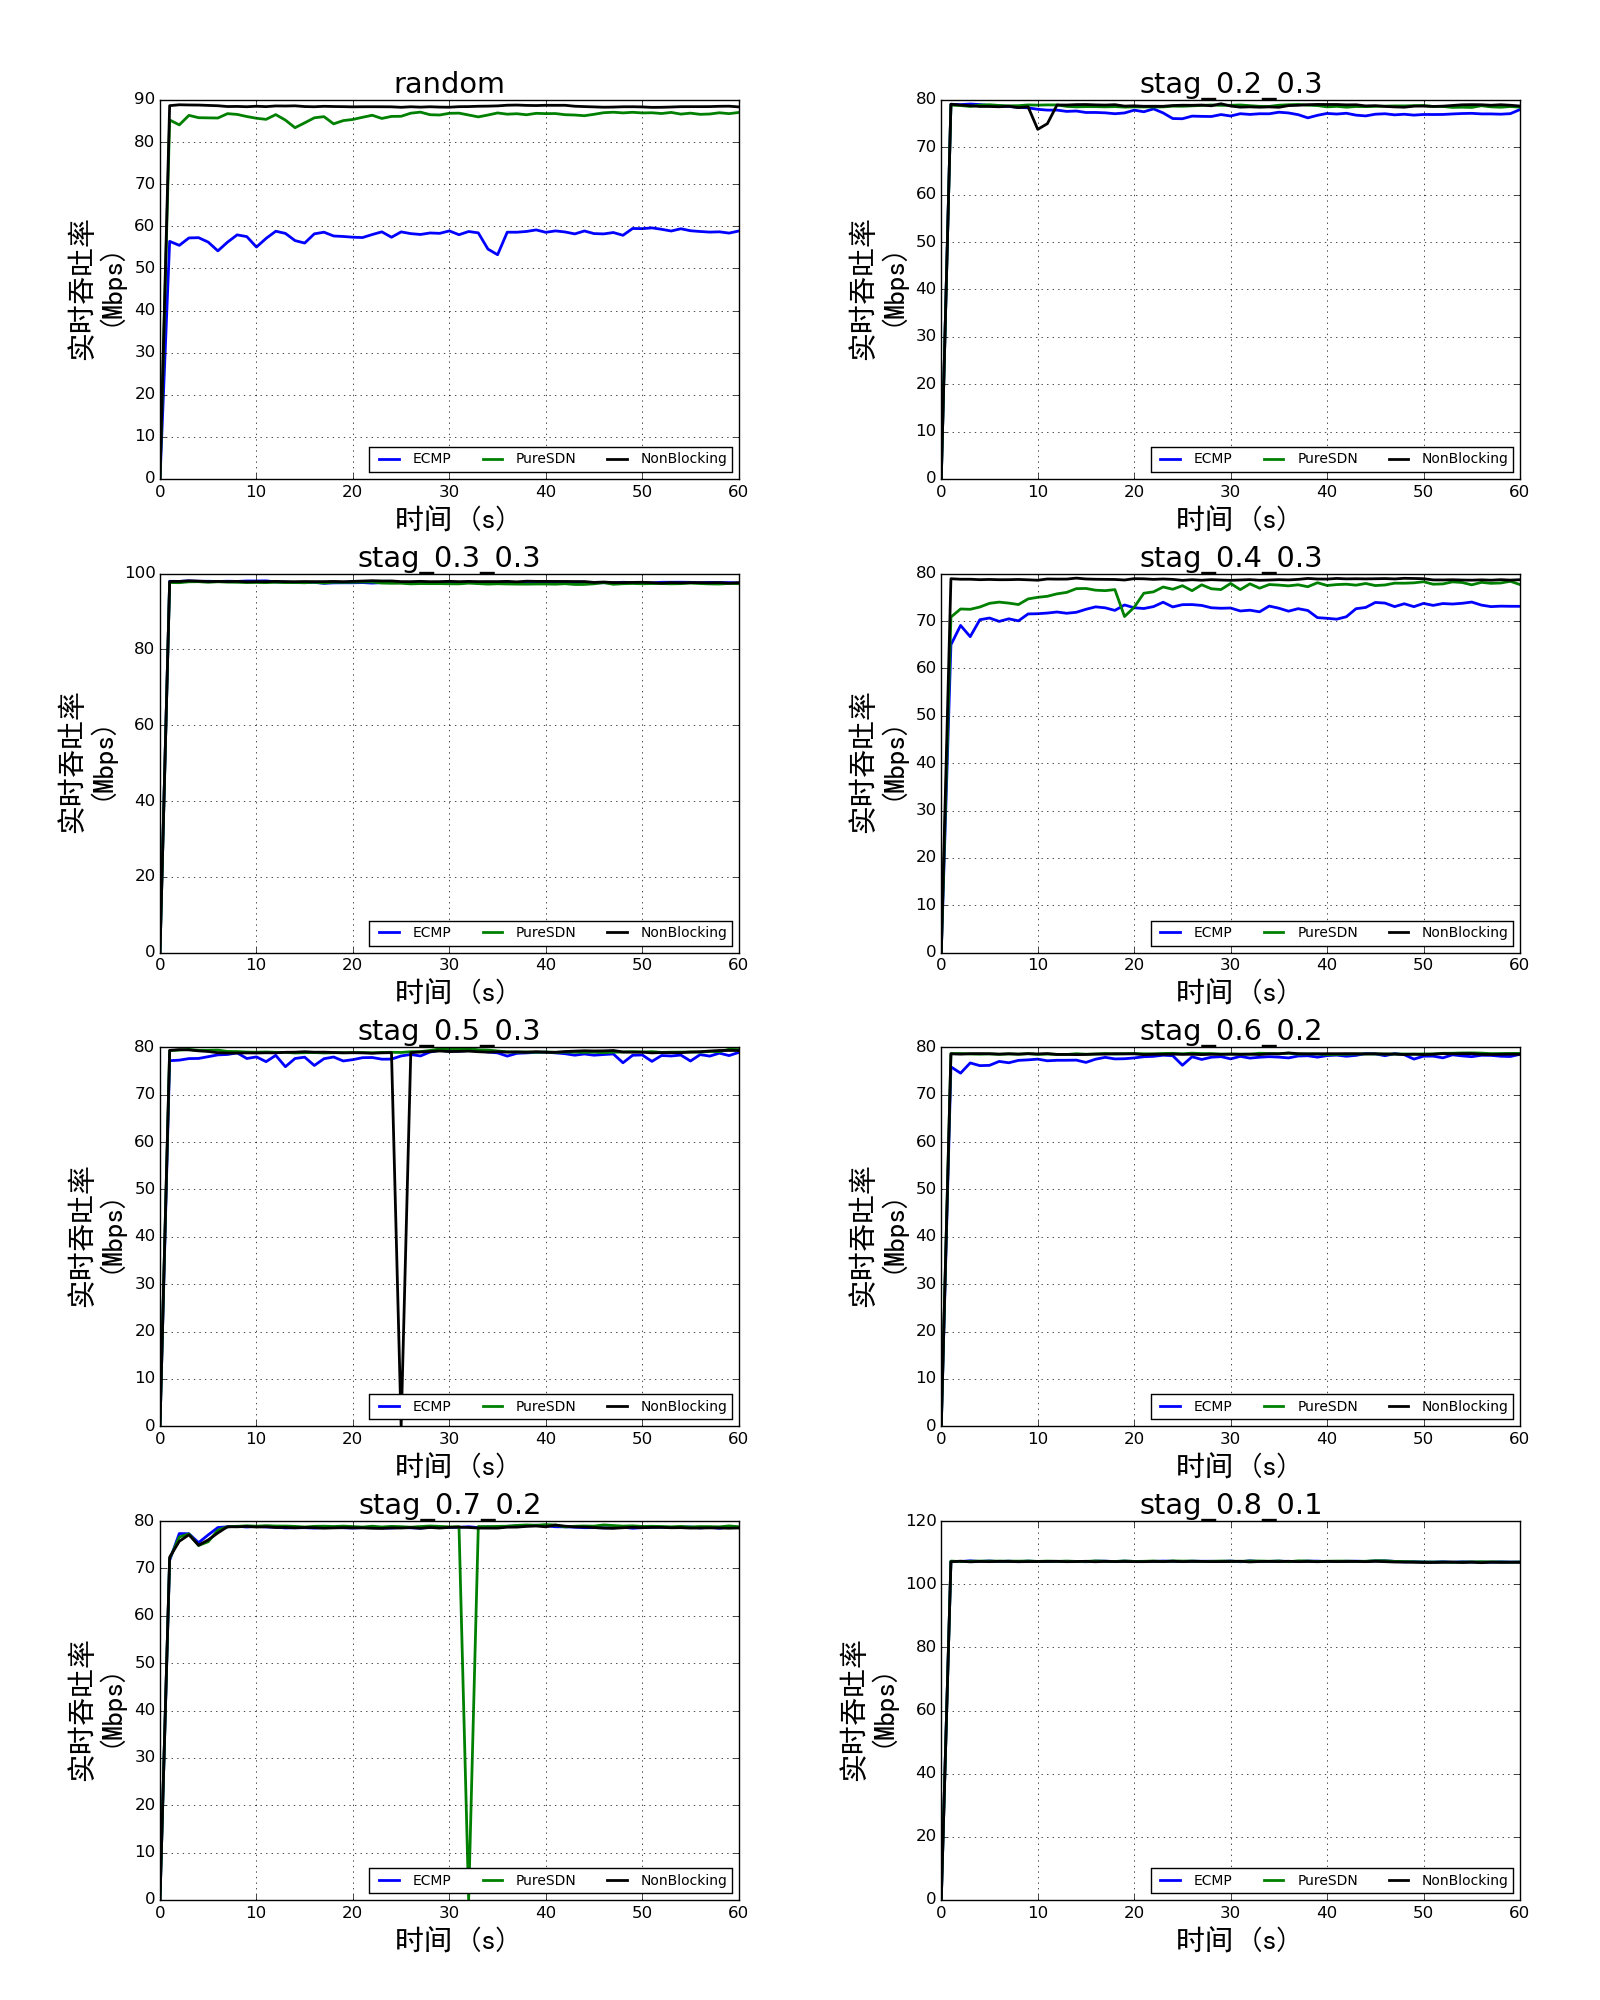 random
90
80
70
60
50
40
30
20
10
0
实时吞吐率
(Mbps)
0 10 20 30 40 50 60
ECMP PureSDN NonBlocking
时间 (s)
stag_0.2_0.3
80
70
60
50
40
30
20
10
0
实时吞吐率
(Mbps)
0 10 20 30 40 50 60
ECMP PureSDN NonBlocking
时间 (s)
stag_0.3_0.3
100
80
60
40
20
0
实时吞吐率
(Mbps)
0 10 20 30 40 50 60
ECMP PureSDN NonBlocking
时间 (s)
stag_0.4_0.3
80
70
60
50
40
30
20
10
0
实时吞吐率
(Mbps)
0 10 20 30 40 50 60
ECMP PureSDN NonBlocking
时间 (s)
stag_0.5_0.3
80
70
60
50
40
30
20
10
0
实时吞吐率
(Mbps)
0 10 20 30 40 50 60
ECMP PureSDN NonBlocking
时间 (s)
stag_0.6_0.2
80
70
60
50
40
30
20
10
0
实时吞吐率
(Mbps)
0 10 20 30 40 50 60
ECMP PureSDN NonBlocking
时间 (s)
stag_0.7_0.2
80
70
60
50
40
30
20
10
0
实时吞吐率
(Mbps)
0 10 20 30 40 50 60
ECMP PureSDN NonBlocking
时间 (s)
stag_0.8_0.1
120
100
80
60
40
20
0
实时吞吐率
(Mbps)
0 10 20 30 40 50 60
ECMP PureSDN NonBlocking
时间 (s)